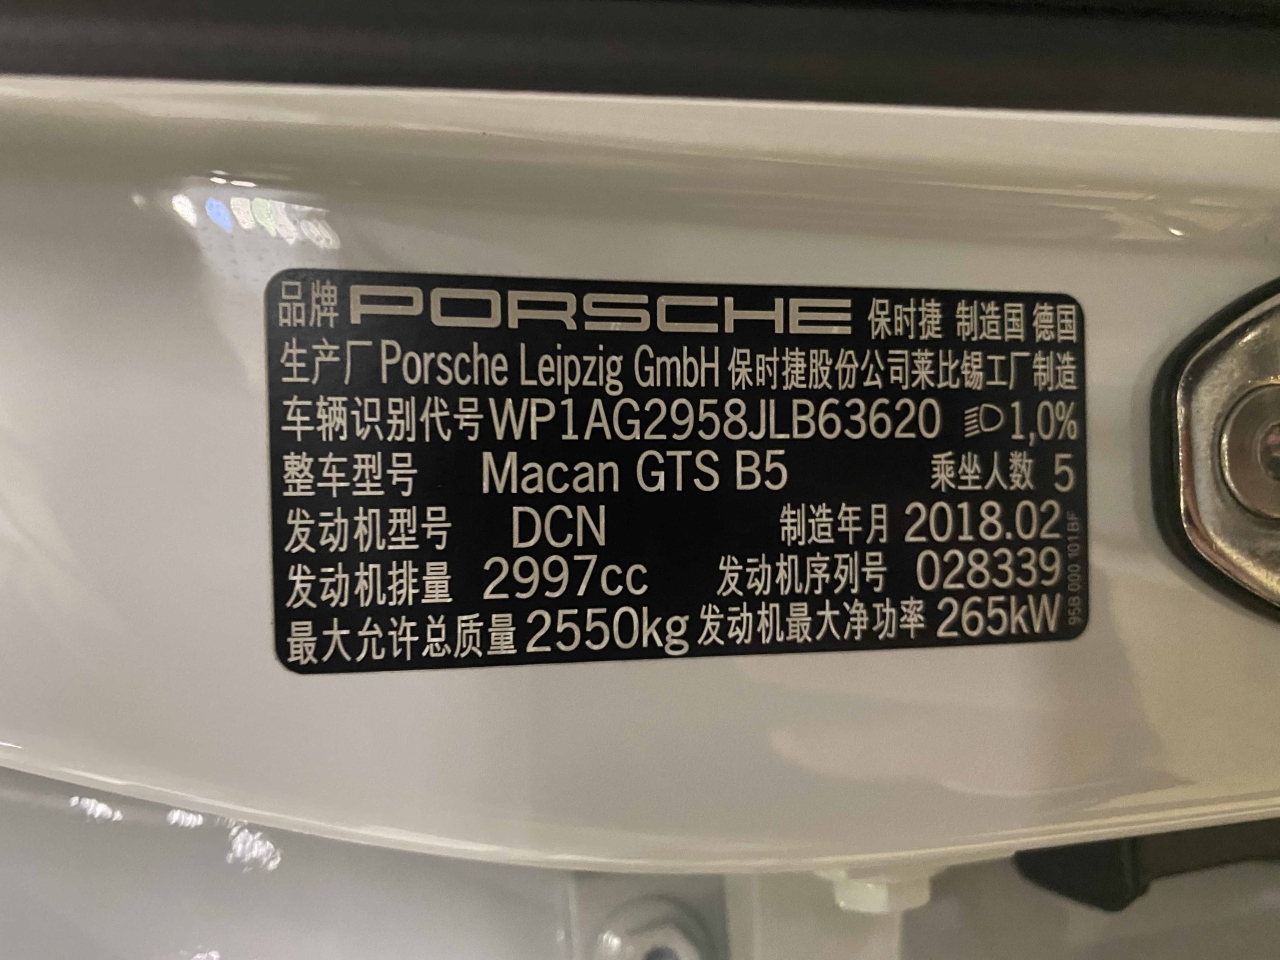 品牌 PORSCHE 保时捷 制造国 德国
生产厂 Porsche Leipzig GmbH 保时捷股份公司莱比锡工厂制造
车辆识别代号 WP1AG2958JLB63620 1,0%
整车型号 Macan GTS B5 乘坐人数 5
发动机型号 DCN 制造年月 2018.02
发动机排量 2997cc 发动机序列号 028339
最大允许总质量 2550kg 发动机最大净功率 265kW
95B.000.101.BF